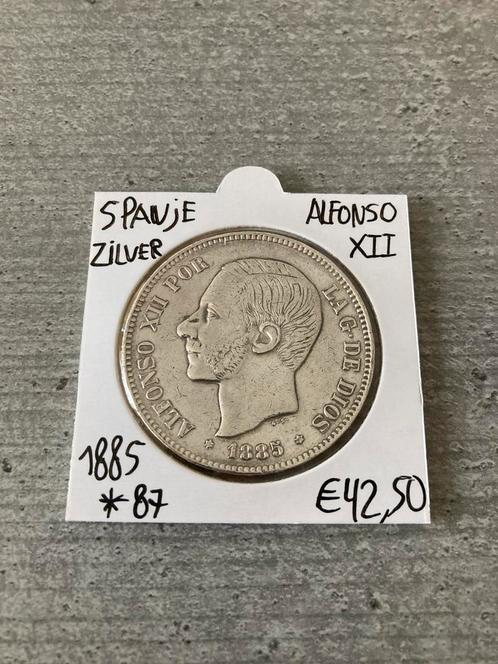 SPANJE
ZILVER
ALFONSO
XII
ALFONSO XII POR LA G. DE DIOS
* 1885 *
1885
*87
€42,50